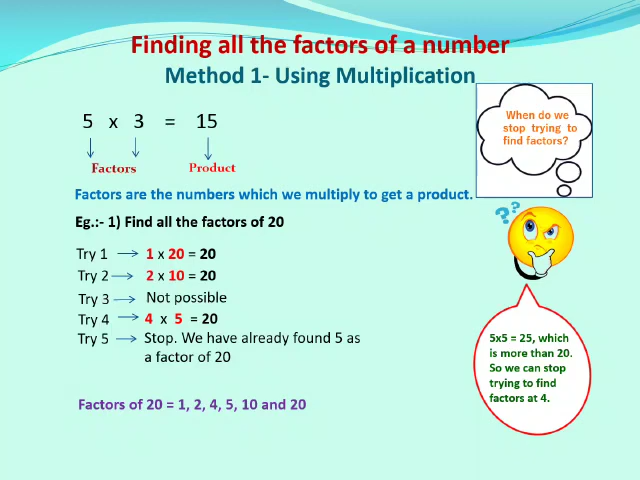 Finding all the factors of a number
Method 1- Using Multiplication
5 x 3 = 15
Factors Product
When do we
stop trying to
find factors?
Factors are the numbers which we multiply to get a product.
Eg.:- 1) Find all the factors of 20
Try 1 1 x 20 = 20
Try 2 2 x 10 = 20
Try 3 Not possible
Try 4 4 x 5 = 20
Try 5 Stop. We have already found 5 as
a factor of 20
??
5x5 = 25, which
is more than 20.
So we can stop
trying to find
factors at 4.
Factors of 20 = 1, 2, 4, 5, 10 and 20